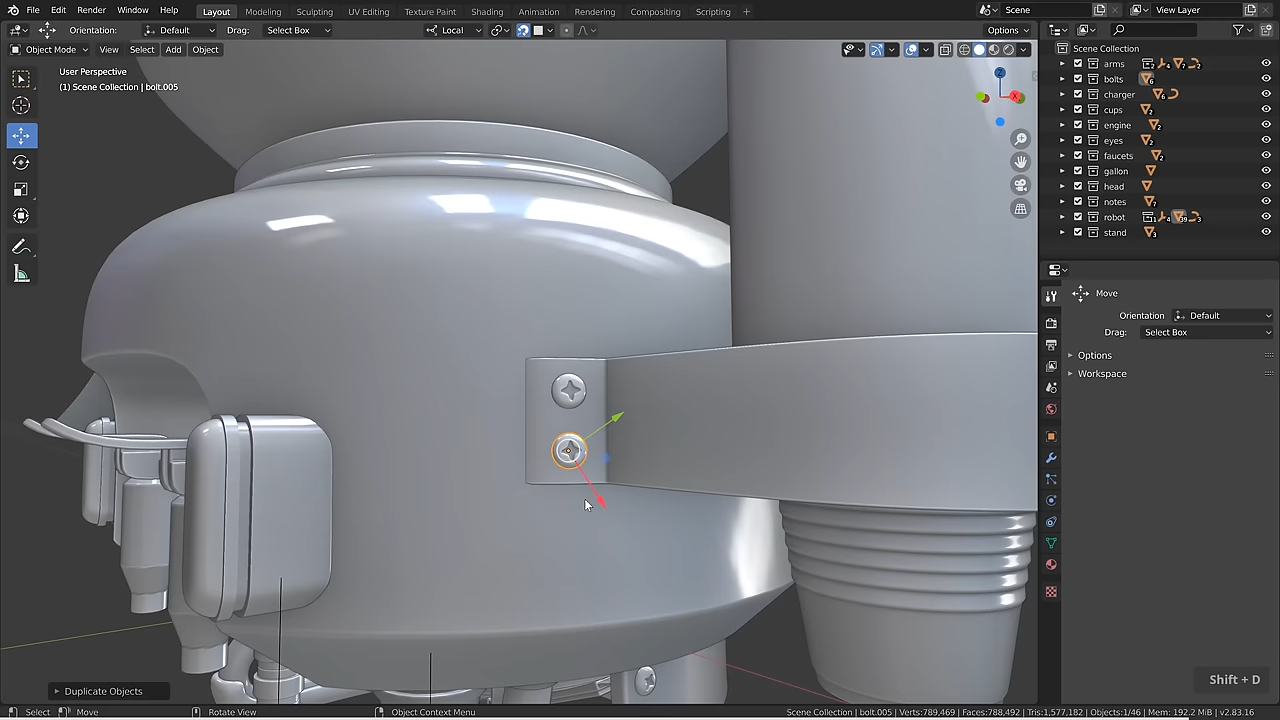 File Edit Render Window Help Layout Modeling Sculpting UV Editing Texture Paint Shading Animation Rendering Compositing Scripting + Scene View Layer
Orientation: Default Drag: Select Box Local Options
Object Mode View Select Add Object
User Perspective
(1) Scene Collection | bolt.005
Scene Collection
arms
bolts
charger
cups
engine
eyes
faucets
gallon
head
notes
robot
stand
Move
Orientation Default
Drag: Select Box
Options
Workspace
Shift + D
Duplicate Objects
Select Move Rotate View Object Context Menu Scene Collection | bolt.005 | Verts:789,469 | Faces:788,492 | Tris:1,577,182 | Objects:1/46 | Mem: 192.2 MiB | v2.83.16